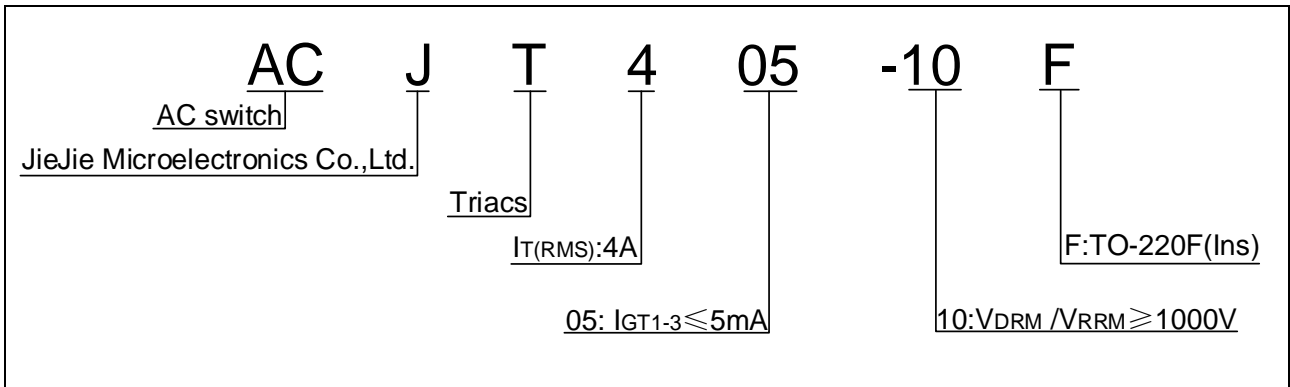 AC J T 4 05 -10 F
AC switch
JieJie Microelectronics Co.,Ltd.
Triacs
IT(RMS):4A
F:TO-220F(Ins)
05: IGT1-3≤5mA
10:VDRM /VRRM≥1000V